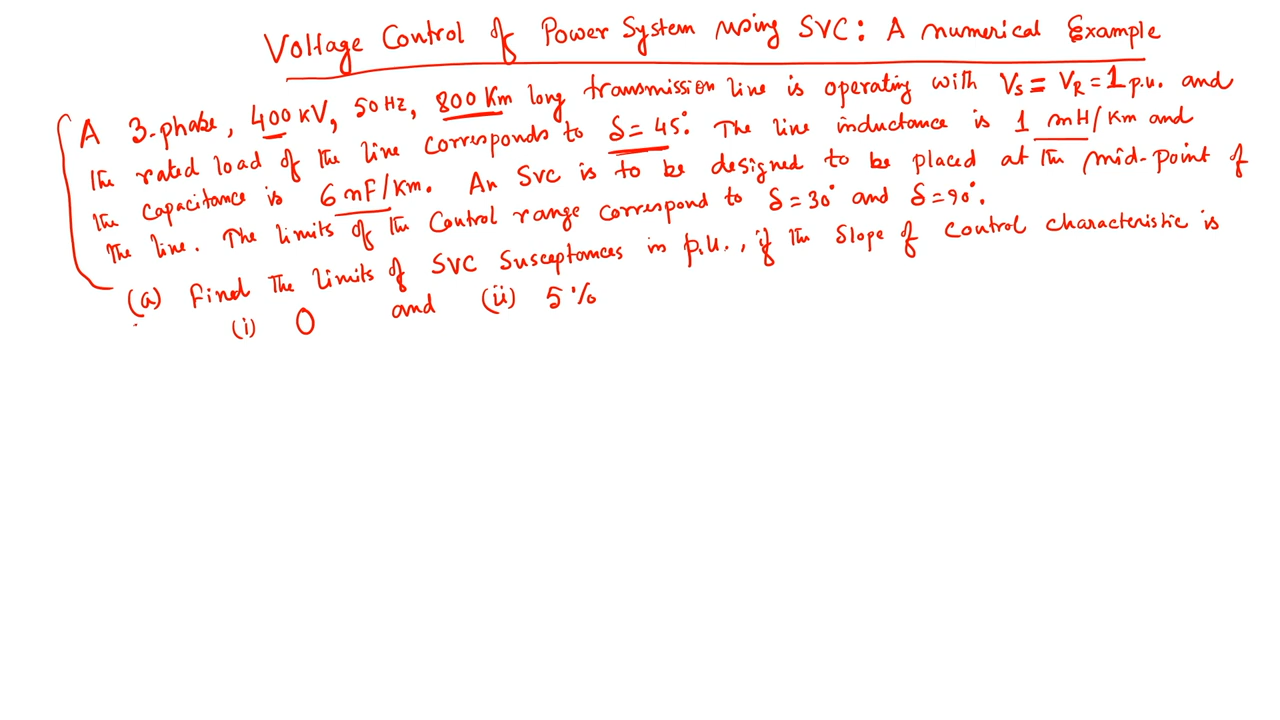 Voltage Control of Power System using SVC: A numerical Example
A 3-phase, 400 kV, 50 Hz, 800 Km long transmission line is operating with Vs = VR = 1 p.u. and
the rated load of the line corresponds to δ = 45°. The line inductance is 1 mH/Km and
the capacitance is 6 nF/Km. An SVC is to be designed to be placed at the mid-point of
the line. The limits of the control range correspond to δ = 30° and δ = 90°.
(a) Find the limits of SVC Susceptances in p.u., if the slope of control characteristic is
(i) 0 and (ii) 5%